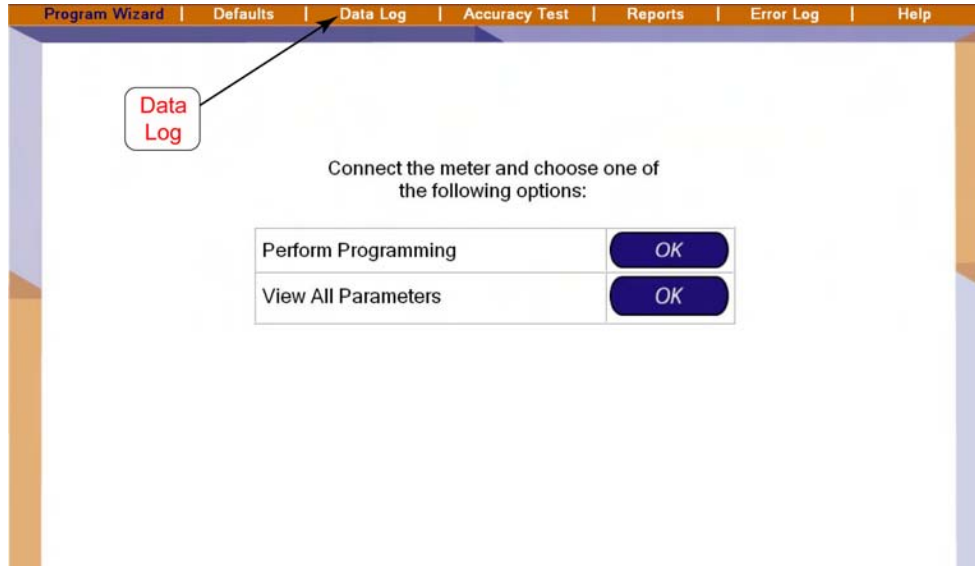 Program Wizard | Defaults | Data Log | Accuracy Test | Reports | Error Log | Help
Data
Log
Connect the meter and choose one of
the following options:
Perform Programming OK
View All Parameters OK